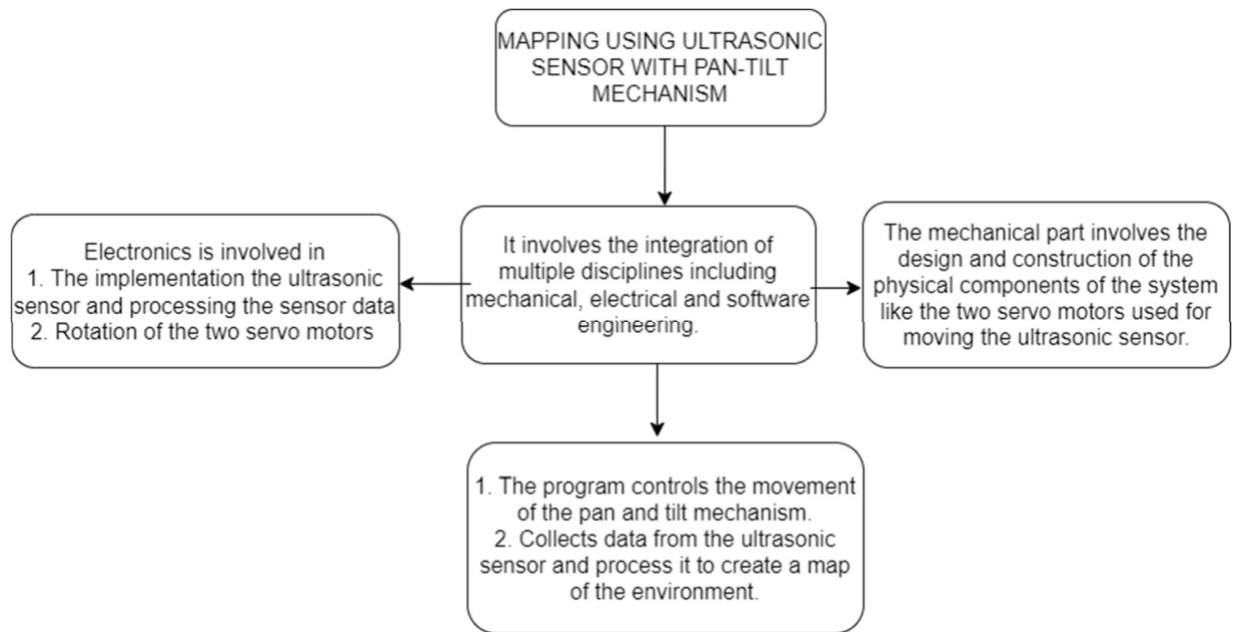 MAPPING USING ULTRASONIC
SENSOR WITH PAN-TILT
MECHANISM
Electronics is involved in
1. The implementation the ultrasonic
sensor and processing the sensor data
2. Rotation of the two servo motors
It involves the integration of
multiple disciplines including
mechanical, electrical and software
engineering.
The mechanical part involves the
design and construction of the
physical components of the system
like the two servo motors used for
moving the ultrasonic sensor.
1. The program controls the movement
of the pan and tilt mechanism.
2. Collects data from the ultrasonic
sensor and process it to create a map
of the environment.